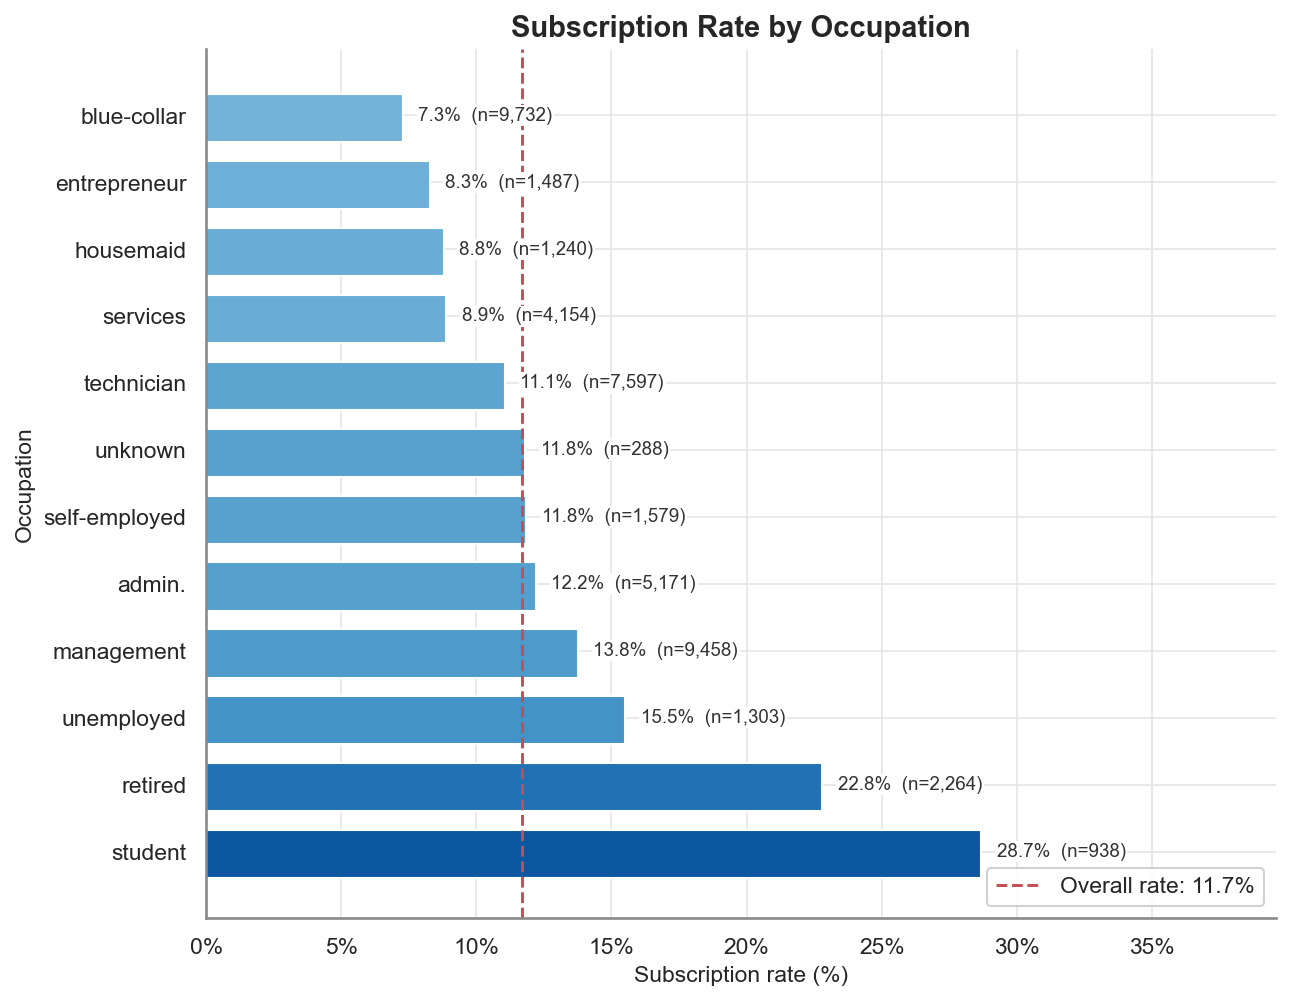 Subscription Rate by Occupation
Occupation
blue-collar 7.3% (n=9,732)
entrepreneur 8.3% (n=1,487)
housemaid 8.8% (n=1,240)
services 8.9% (n=4,154)
technician 11.1% (n=7,597)
unknown 11.8% (n=288)
self-employed 11.8% (n=1,579)
admin. 12.2% (n=5,171)
management 13.8% (n=9,458)
unemployed 15.5% (n=1,303)
retired 22.8% (n=2,264)
student 28.7% (n=938)
Overall rate: 11.7%
0% 5% 10% 15% 20% 25% 30% 35%
Subscription rate (%)